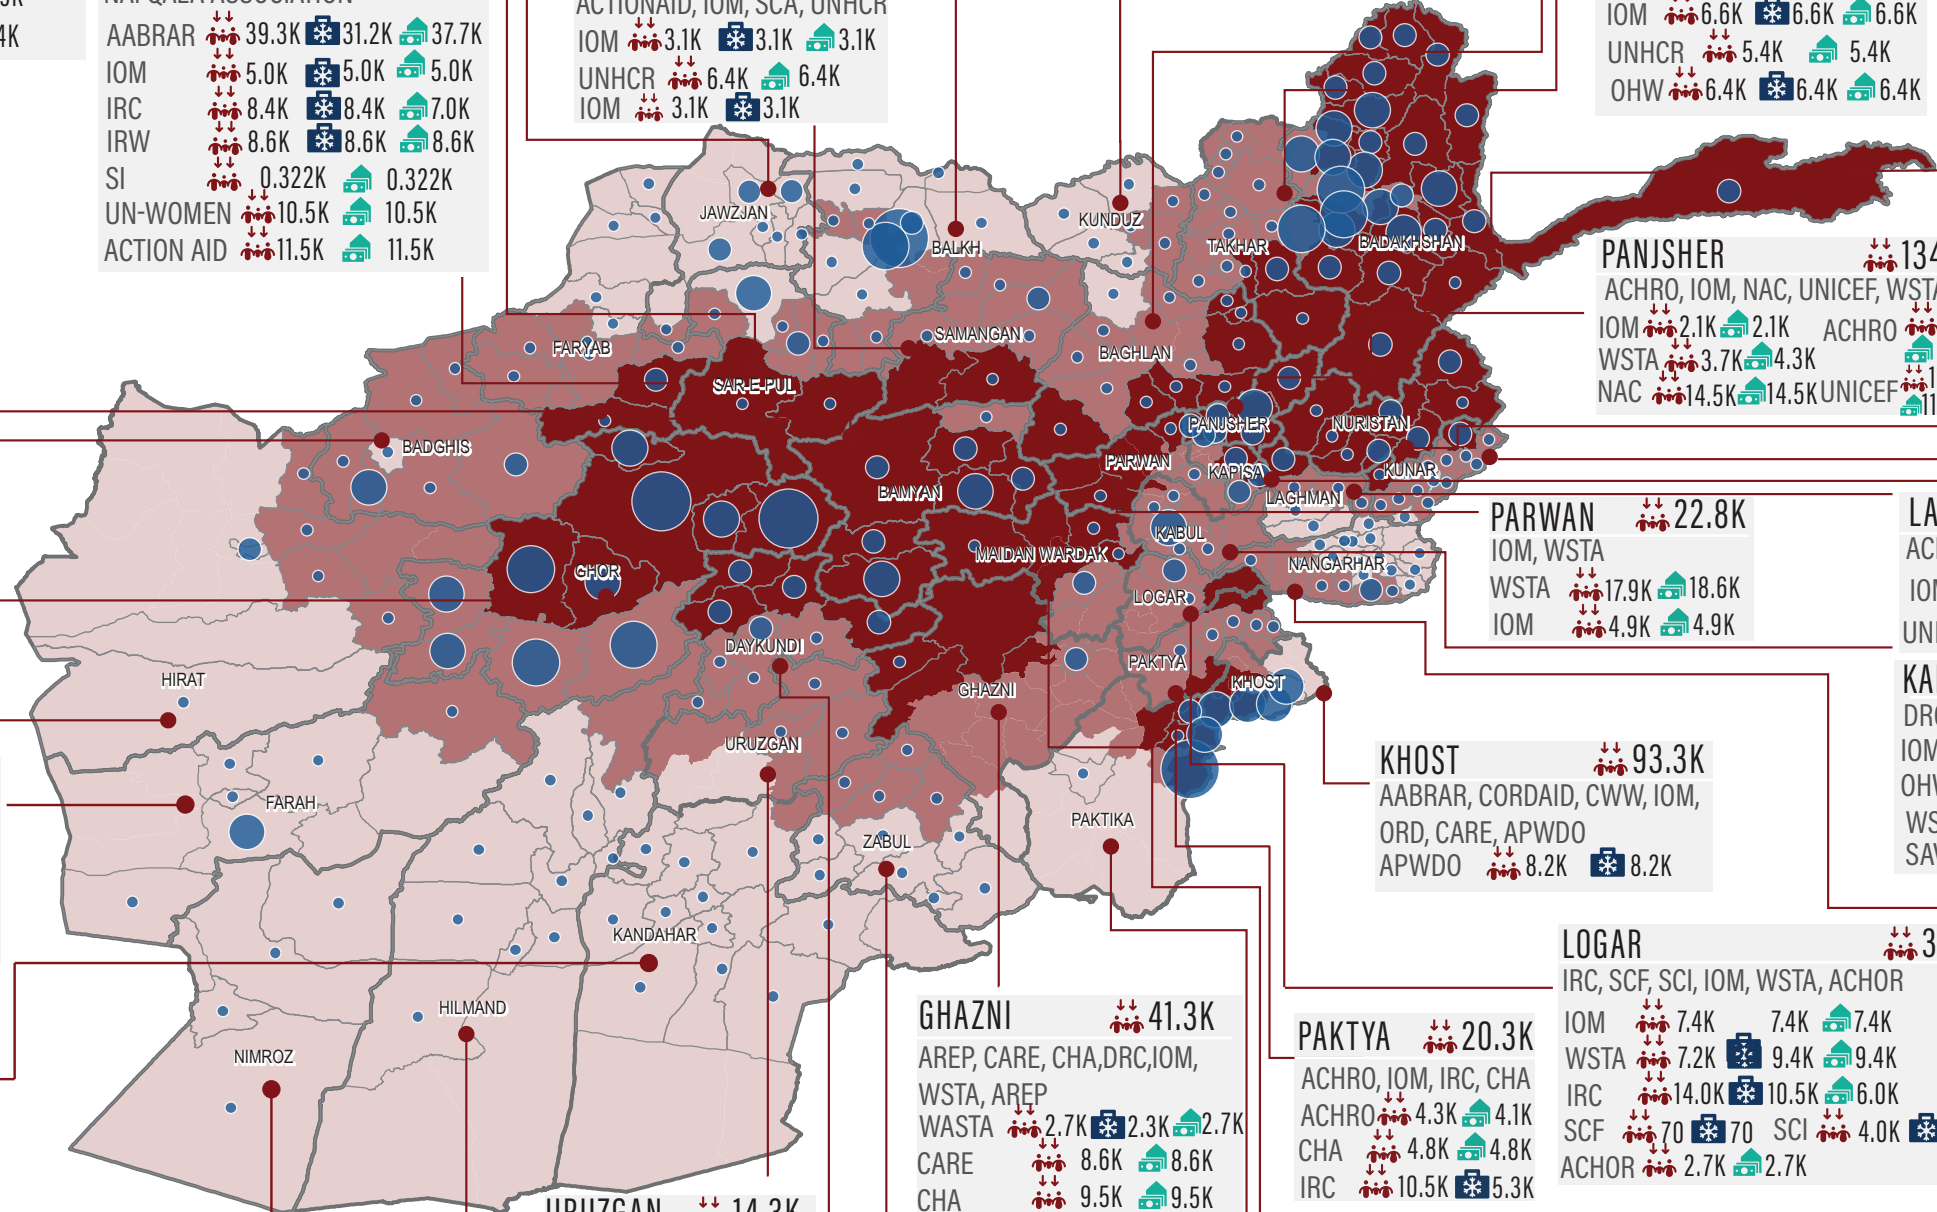 AABRAR 39.3K 31.2K 37.7K
IOM 5.0K 5.0K 5.0K
IRC 8.4K 8.4K 7.0K
IRW 8.6K 8.6K 8.6K
SI 0.322K 0.322K
UN-WOMEN 10.5K 10.5K
ACTION AID 11.5K 11.5K
ACTIONAID, IOM, SCA, UNHCR
IOM 3.1K 3.1K 3.1K
UNHCR 6.4K 6.4K
IOM 3.1K 3.1K
IOM 6.6K 6.6K 6.6K
UNHCR 5.4K 5.4K
OHW 6.4K 6.4K 6.4K
JAWZJAN
BALKH
KUNDUZ
TAKHAR
BADAKHSHAN
FARYAB
SAR-E-PUL
SAMANGAN
BAGHLAN
BADGHIS
BAMYAN
PARWAN
PANJSHER
KAPISA
NURISTAN
KUNAR
LAGHMAN
KABUL
NANGARHAR
MAIDAN WARDAK
LOGAR
GHOR
DAYKUNDI
PAKTYA
KHOST
GHAZNI
HIRAT
URUZGAN
FARAH
ZABUL
PAKTIKA
KANDAHAR
HILMAND
NIMROZ
PANJSHER 134
ACHRO, IOM, NAC, UNICEF, WSTA
IOM 2.1K 2.1K ACHRO
WSTA 3.7K 4.3K
NAC 14.5K 14.5K UNICEF
PARWAN 22.8K
IOM, WSTA
WSTA 17.9K 18.6K
IOM 4.9K 4.9K
KHOST 93.3K
AABRAR, CORDAID, CWW, IOM,
ORD, CARE, APWDO
APWDO 8.2K 8.2K
LOGAR 3
IRC, SCF, SCI, IOM, WSTA, ACHOR
IOM 7.4K 7.4K 7.4K
WSTA 7.2K 9.4K 9.4K
IRC 14.0K 10.5K 6.0K
SCF 70 70 SCI 4.0K
ACHOR 2.7K 2.7K
GHAZNI 41.3K
AREP, CARE, CHA,DRC,IOM,
WSTA, AREP
WASTA 2.7K 2.3K 2.7K
CARE 8.6K 8.6K
CHA 9.5K 9.5K
PAKTYA 20.3K
ACHRO, IOM, IRC, CHA
ACHRO 4.3K 4.1K
CHA 4.8K 4.8K
IRC 10.5K 5.3K
URUZGAN 14.3K